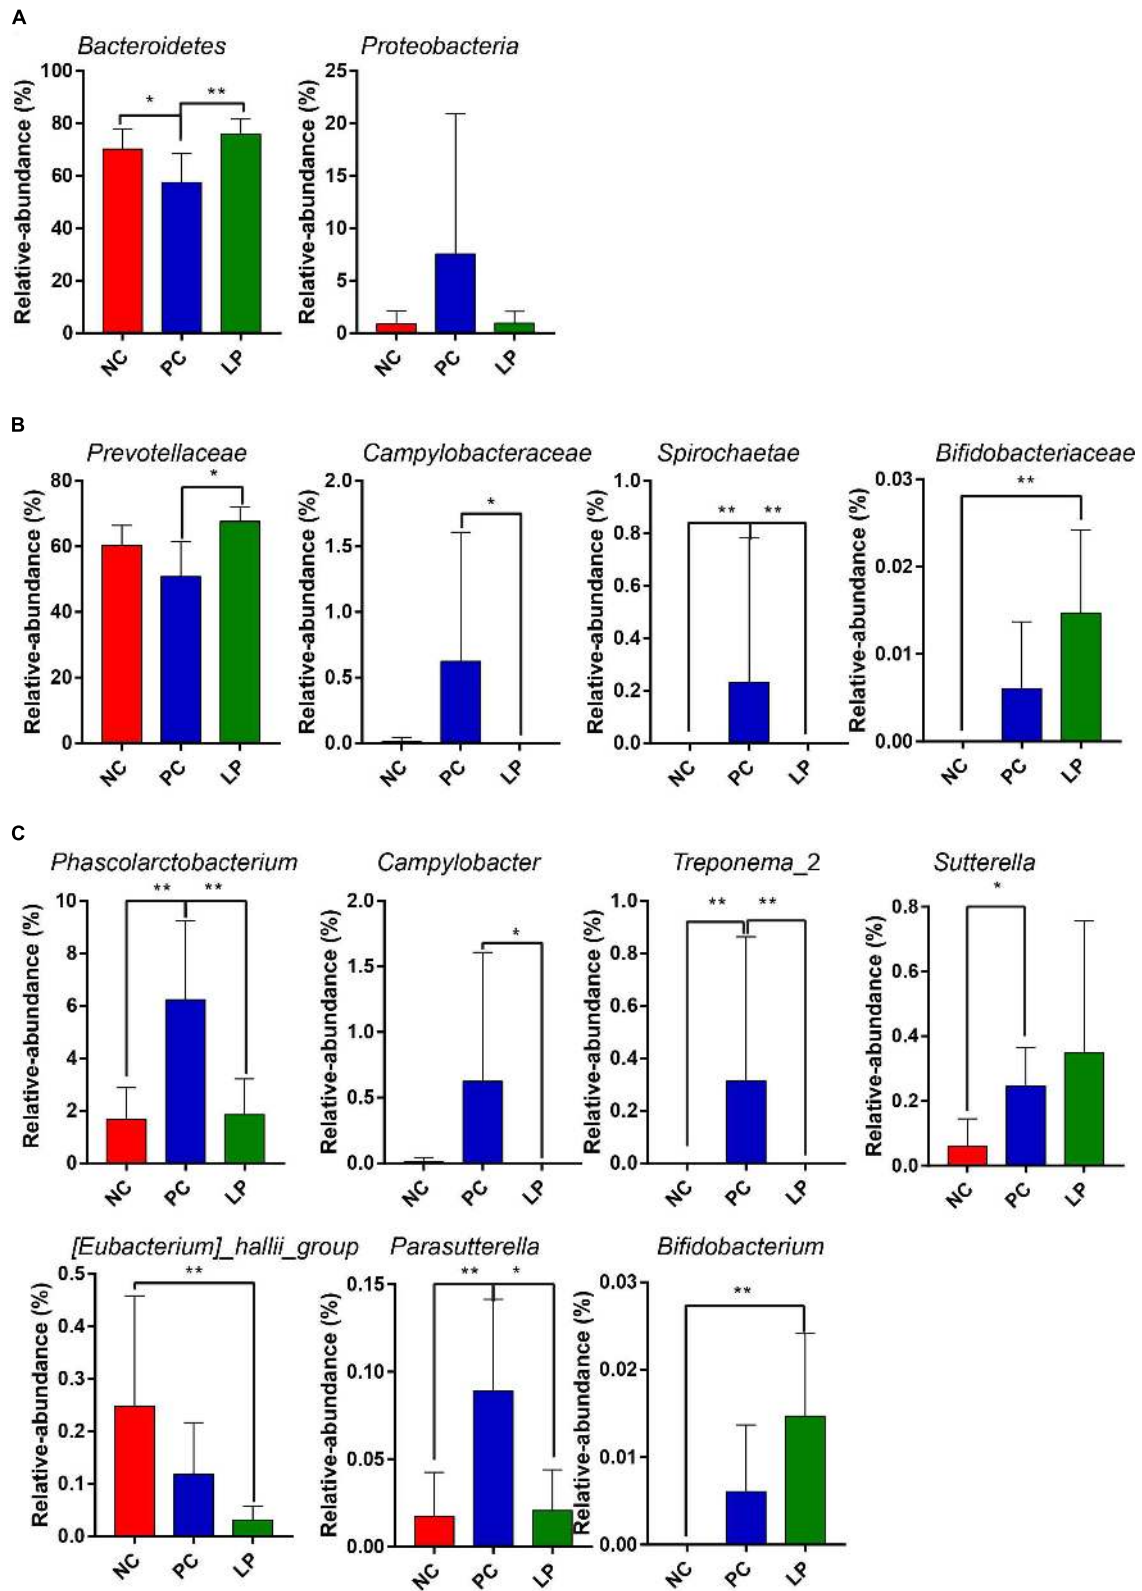 A
Bacteroidetes
Proteobacteria
Relative-abundance (%)
100
80
60
40
20
0
*
**
NC
PC
LP
Relative-abundance (%)
25
20
15
10
5
0
NC
PC
LP
B
Prevotellaceae
Campylobacteraceae
Spirochaetae
Bifidobacteriaceae
Relative-abundance (%)
80
60
40
20
0
*
NC
PC
LP
Relative-abundance (%)
2.0
1.5
1.0
0.5
0.0
*
NC
PC
LP
Relative-abundance (%)
1.0
0.8
0.6
0.4
0.2
0.0
**
**
NC
PC
LP
Relative-abundance (%)
0.03
0.02
0.01
0.00
**
NC
PC
LP
C
Phascolarctobacterium
Campylobacter
Treponema_2
Sutterella
Relative-abundance (%)
10
8
6
4
2
0
**
**
NC
PC
LP
Relative-abundance (%)
2.0
1.5
1.0
0.5
0.0
*
NC
PC
LP
Relative-abundance (%)
1.0
0.8
0.6
0.4
0.2
0.0
**
**
NC
PC
LP
Relative-abundance (%)
0.8
0.6
0.4
0.2
0.0
*
NC
PC
LP
[Eubacterium]_hallii_group
Parasutterella
Bifidobacterium
Relative-abundance (%)
0.5
0.4
0.3
0.2
0.1
0.0
**
NC
PC
LP
Relative-abundance (%)
0.15
0.10
0.05
0.00
**
*
NC
PC
LP
Relative-abundance (%)
0.03
0.02
0.01
0.00
**
NC
PC
LP